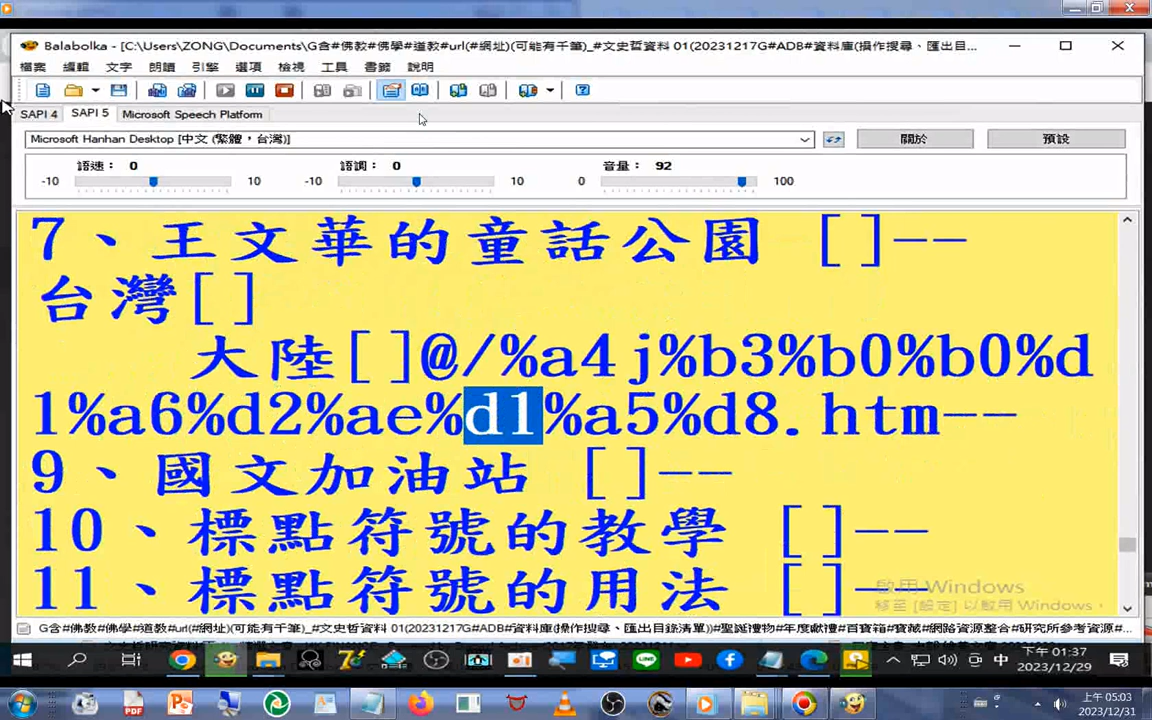 Balabolka - [C:\Users\ZONG\Documents\G含#佛教#佛學#道教#url(#網址)(可能有千筆)_#文史哲資料 01(20231217G#ADB#資料庫(操作搜尋、匯出目...
檔案 編輯 文字 朗讀 引擎 選項 檢視 工具 書籤 說明
SAPI 4 SAPI 5 Microsoft Speech Platform
Microsoft Hanhan Desktop [中文 (繁體，台灣)] 關於 預設
語速： 0 語調： 0 音量： 92
-10 10 -10 10 0 100
7、王文華的童話公園 []--
台灣[]
大陸[]@/%a4j%b3%b0%b0%d
1%a6%d2%ae%d1%a5%d8.htm--
9、國文加油站 []--
10、標點符號的教學 []--
11、標點符號的用法 []--
啟用 Windows
移至 [設定] 以啟用 Windows。
G含#佛教#佛學#道教#url(#網址)(可能有千筆)_#文史哲資料 01(20231217G#ADB#資料庫(操作搜尋、匯出目錄清單))#聖誕禮物#年度獻禮#百寶箱#寶藏#網路資源整合#研究所參考資源#...
中 下午 01:37
2023/12/29
上午 05:03
2023/12/31